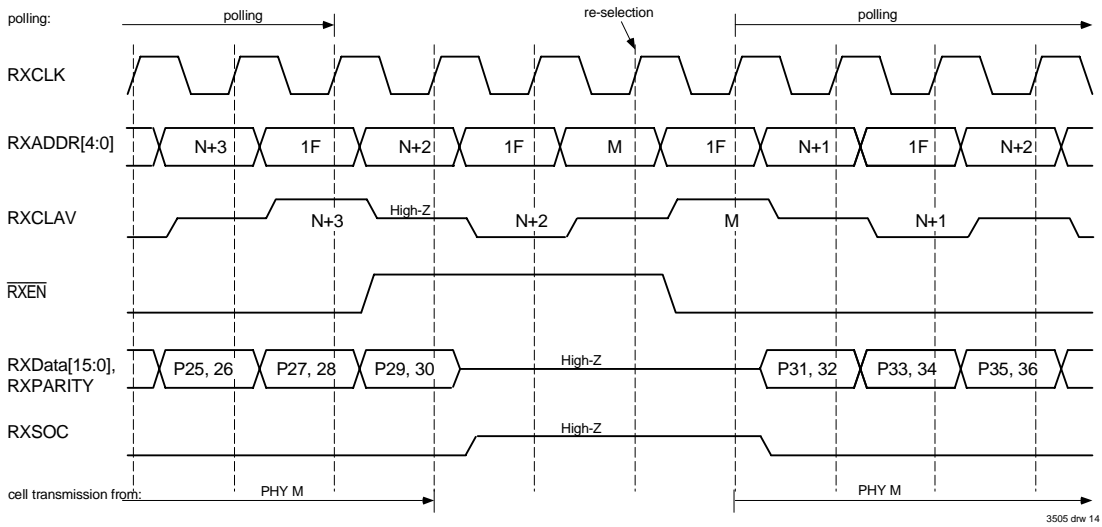 polling: polling re-selection polling
RXCLK
RXADDR[4:0] N+3 1F N+2 1F M 1F N+1 1F N+2
RXCLAV N+3 High-Z N+2 M N+1
RXEN
RXData[15:0], RXPARITY P25, 26 P27, 28 P29, 30 High-Z P31, 32 P33, 34 P35, 36
RXSOC High-Z
cell transmission from: PHY M PHY M
3505 drw 14